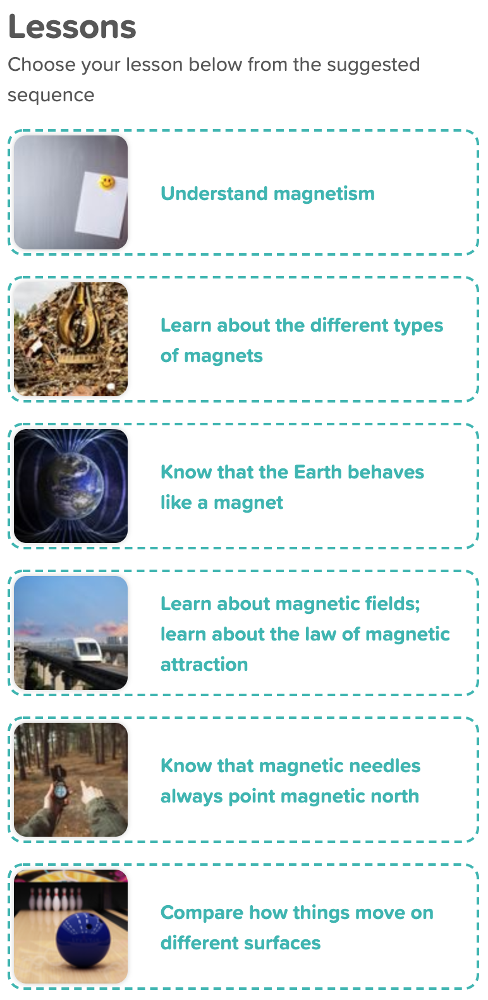 Lessons
Choose your lesson below from the suggested
sequence
Understand magnetism
Learn about the different types
of magnets
Know that the Earth behaves
like a magnet
Learn about magnetic fields;
learn about the law of magnetic
attraction
Know that magnetic needles
always point magnetic north
Compare how things move on
different surfaces